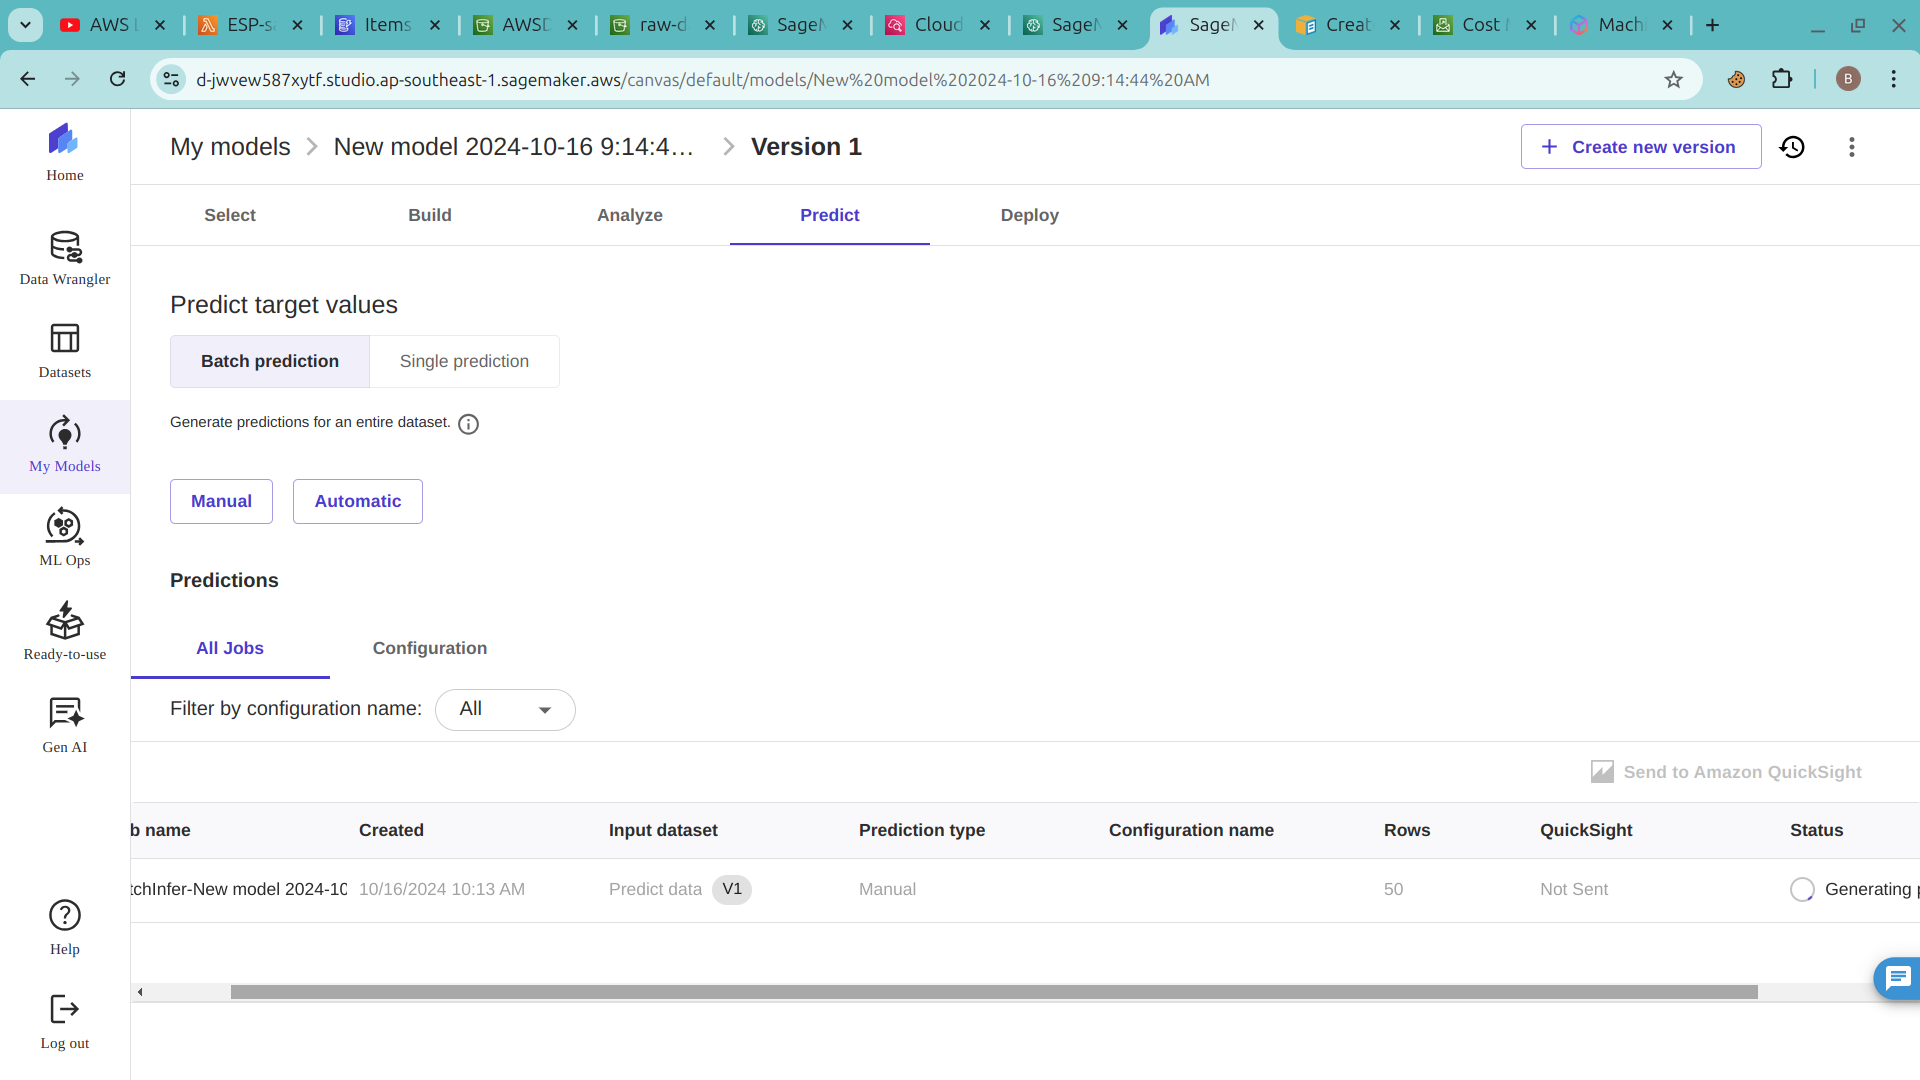 AWS
ESP-sa
Items
AWSD
raw-d
SageM
Cloud
SageM
SageM
Creat
Cost
Machi
d-jwvew587xytf.studio.ap-southeast-1.sagemaker.aws/canvas/default/models/New%20model%202024-10-16%209:14:44%20AM
B
My models
New model 2024-10-16 9:14:4…
Version 1
Create new version
Home
Data Wrangler
Datasets
My Models
ML Ops
Ready-to-use
Gen AI
Help
Log out
Select
Build
Analyze
Predict
Deploy
Predict target values
Batch prediction
Single prediction
Generate predictions for an entire dataset.
Manual
Automatic
Predictions
All Jobs
Configuration
Filter by configuration name:
All
Send to Amazon QuickSight
b name
Created
Input dataset
Prediction type
Configuration name
Rows
QuickSight
Status
tchInfer-New model 2024-10
10/16/2024 10:13 AM
Predict data
V1
Manual
50
Not Sent
Generating p